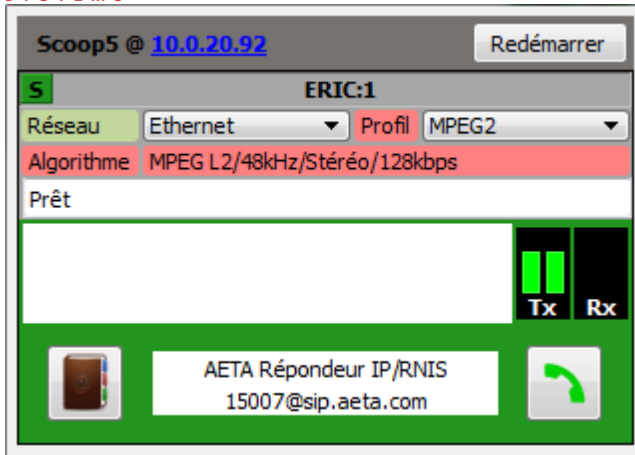 Scoop5 @ 10.0.20.92 Redémarrer
S ERIC:1
Réseau Ethernet Profil MPEG2
Algorithme MPEG L2/48kHz/Stéréo/128kbps
Prêt
Tx Rx
AETA Répondeur IP/RNIS
15007@sip.aeta.com